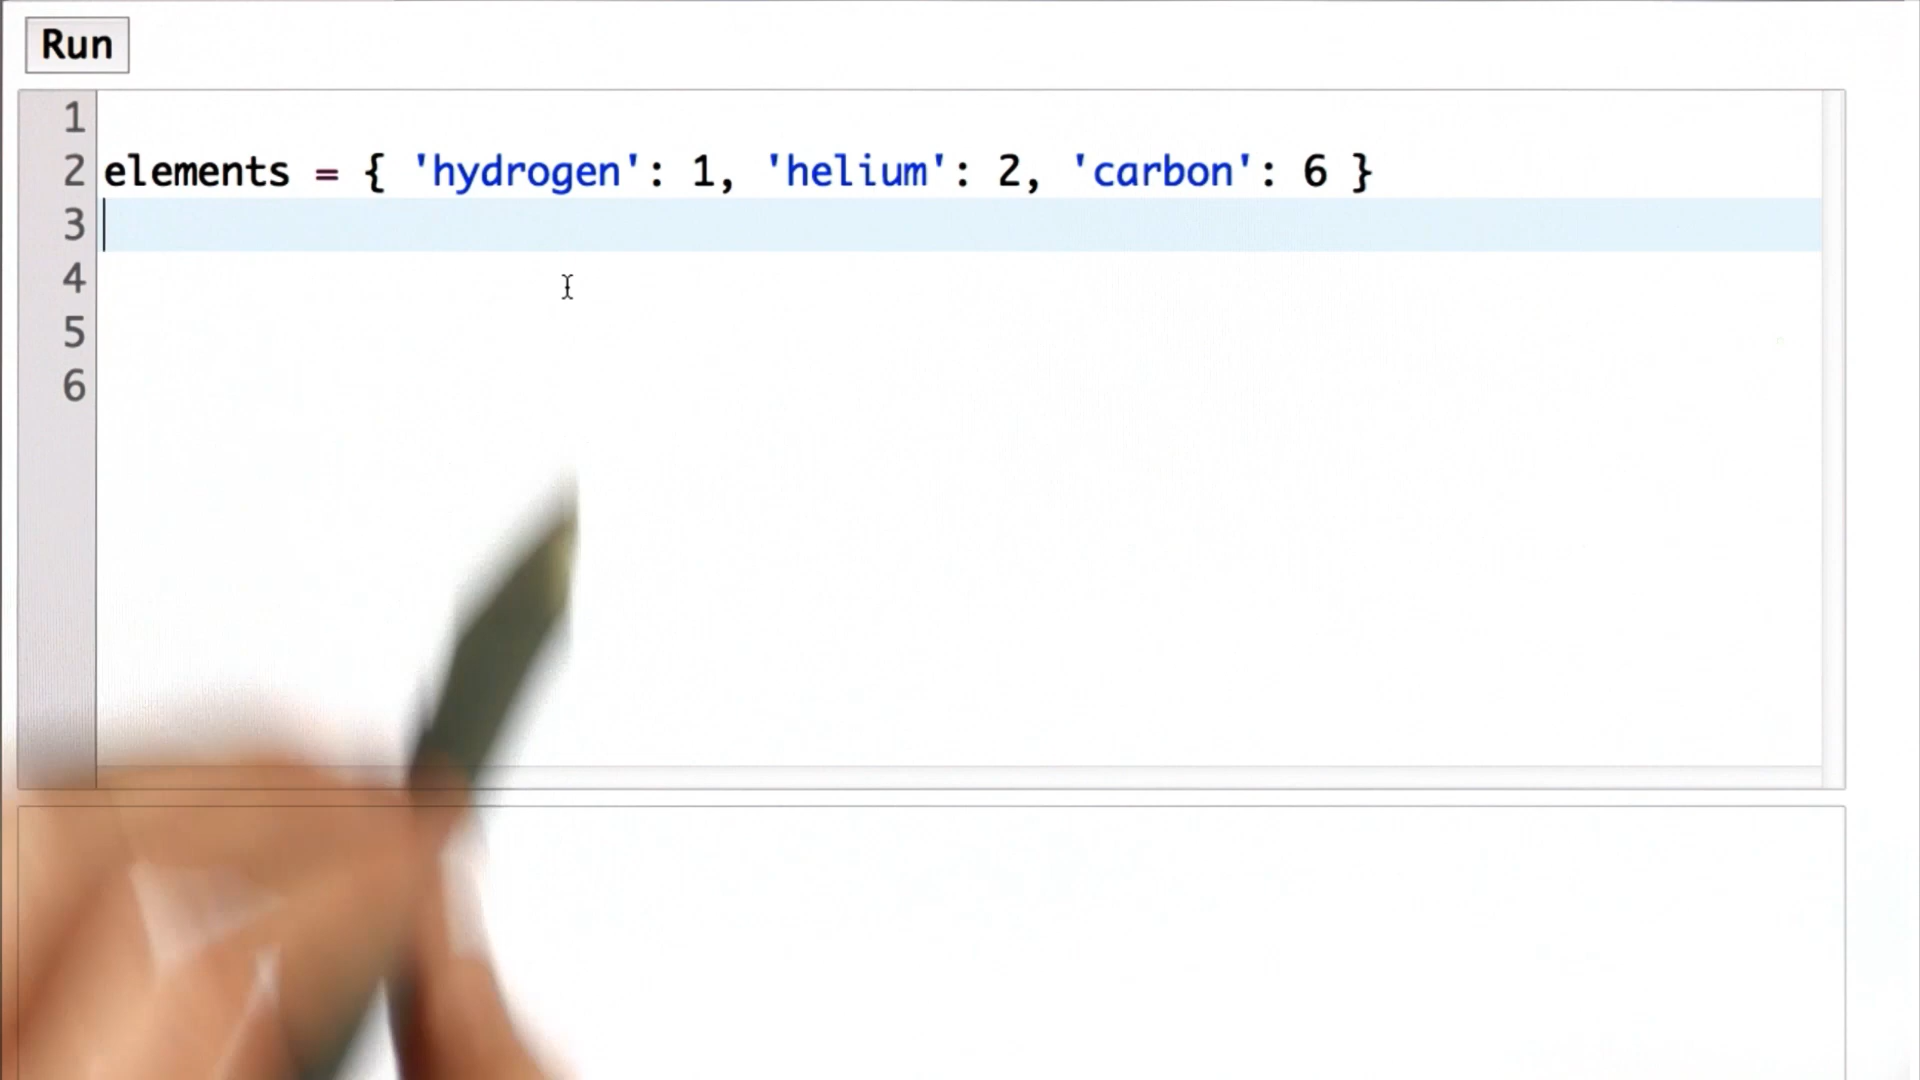 Run
1
2 elements = { 'hydrogen': 1, 'helium': 2, 'carbon': 6 }
3
4
5
6